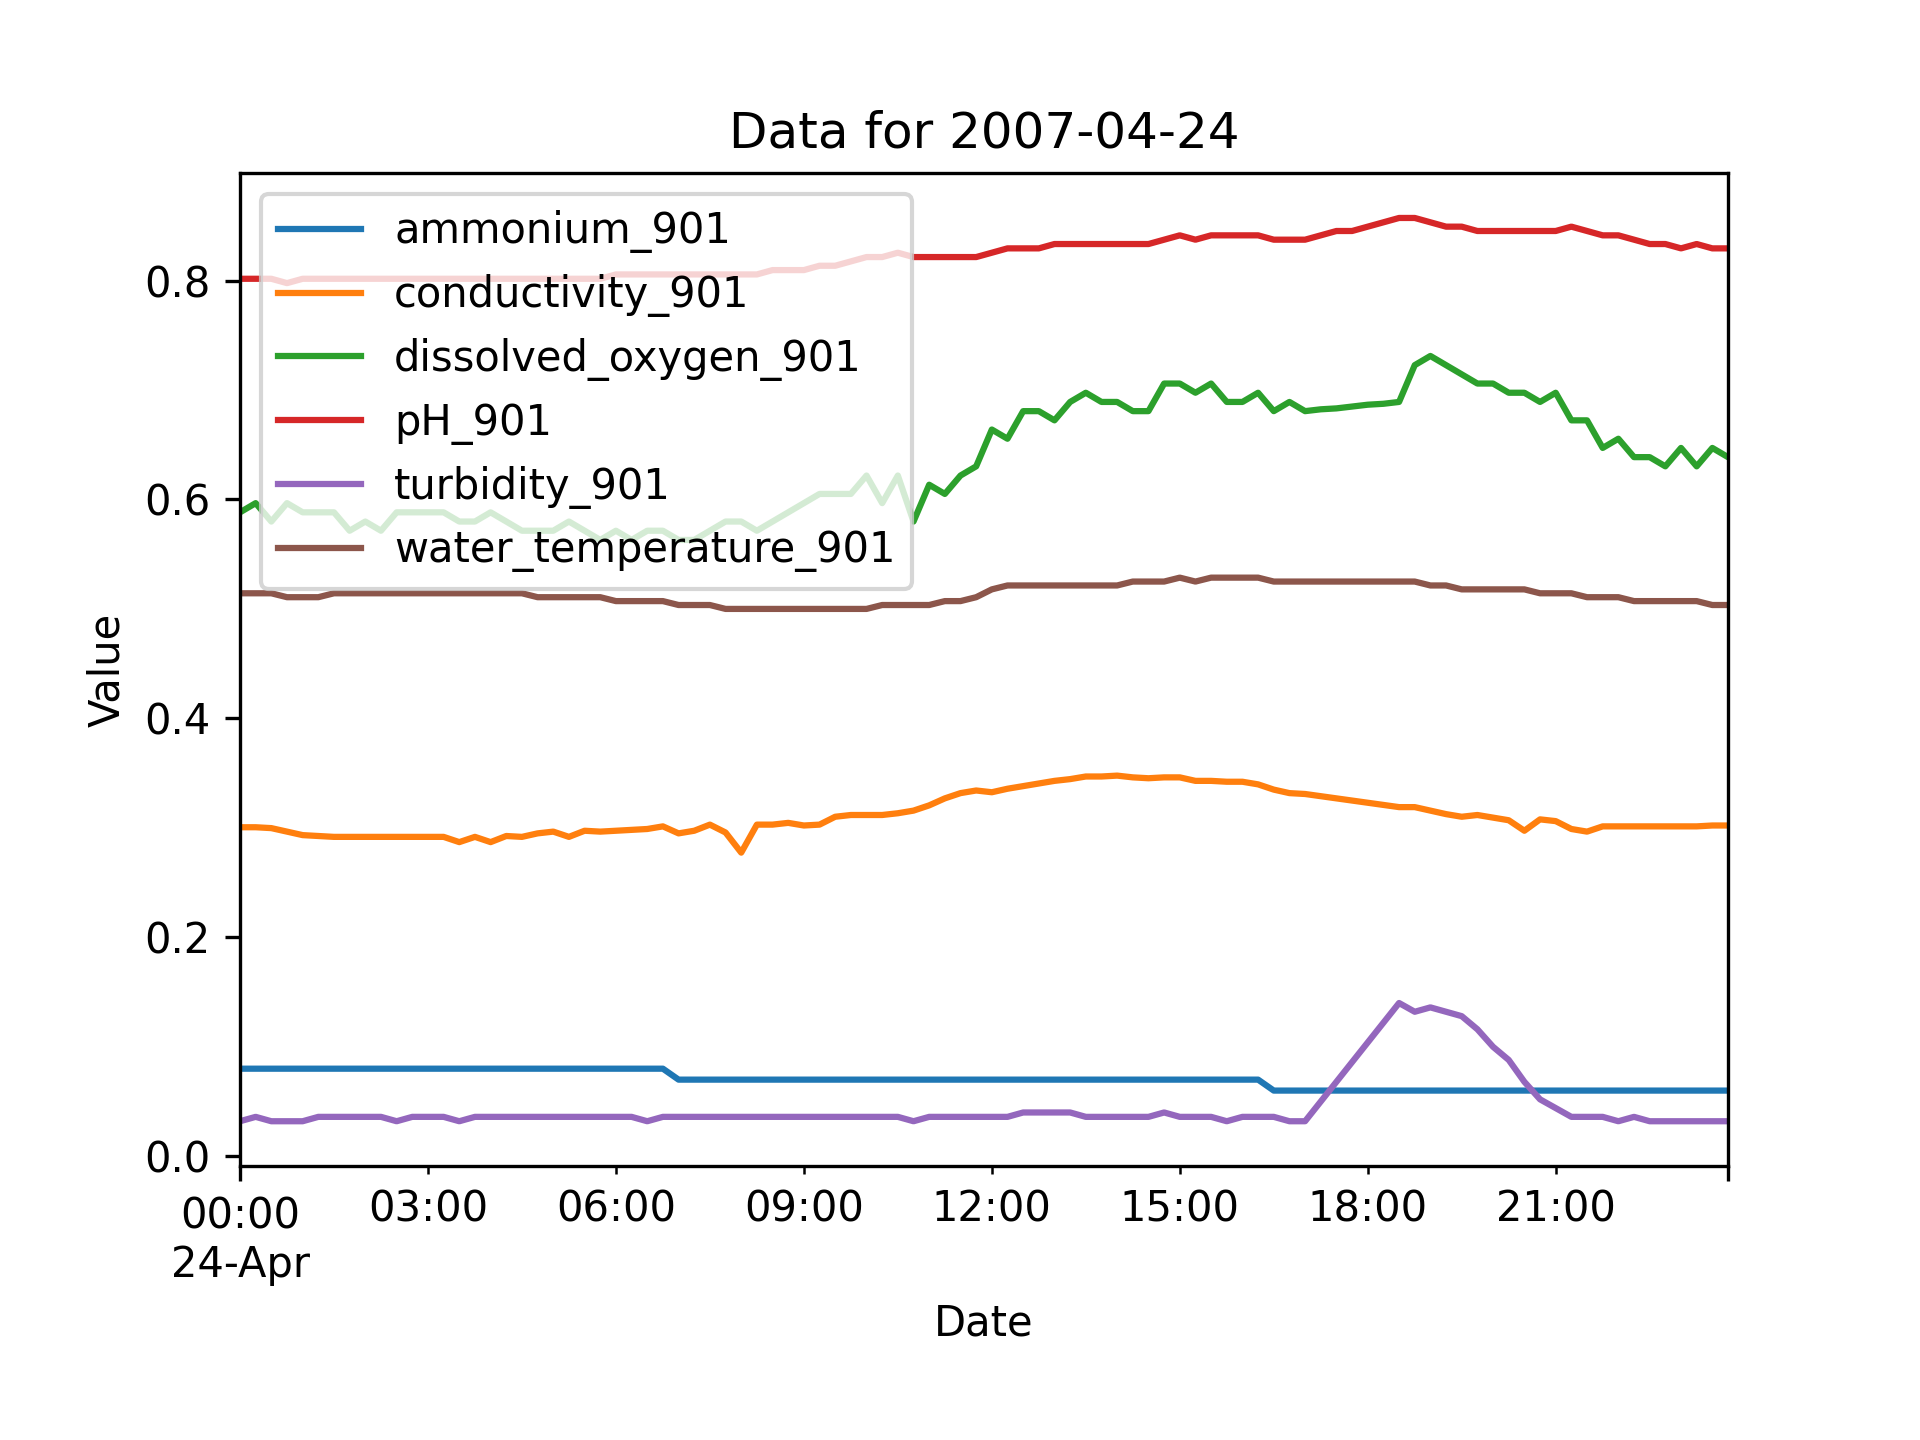 Data for 2007-04-24
ammonium_901
conductivity_901
dissolved_oxygen_901
pH_901
turbidity_901
water_temperature_901
Value
0.8
0.6
0.4
0.2
0.0
00:00 03:00 06:00 09:00 12:00 15:00 18:00 21:00
24-Apr
Date